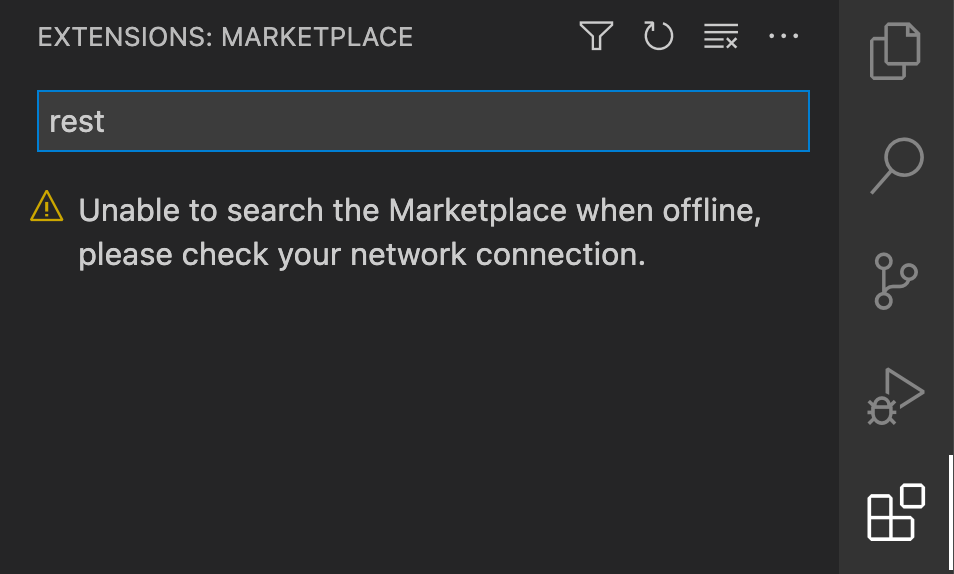 EXTENSIONS: MARKETPLACE
rest
Unable to search the Marketplace when offline,
please check your network connection.